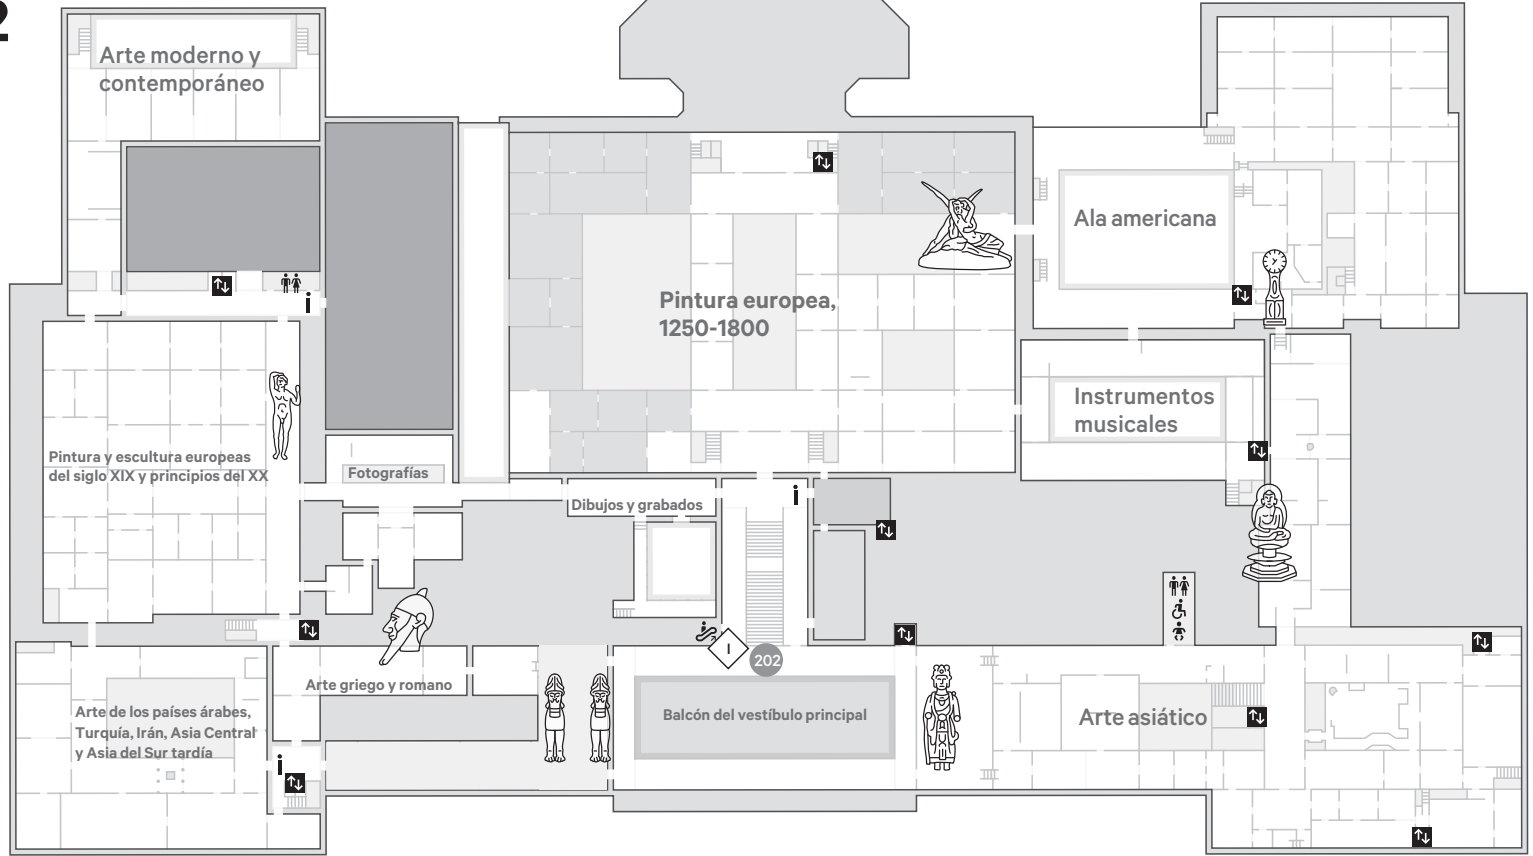 2
Arte moderno y
contemporáneo
Ala americana
Pintura europea,
1250-1800
i
Instrumentos
musicales
Pintura y escultura europeas
del siglo XIX y principios del XX
Fotografías
Dibujos y grabados
i
I
202
Arte griego y romano
Arte de los países árabes,
Turquía, Irán, Asia Central
y Asia del Sur tardía
Balcón del vestíbulo principal
Arte asiático
i